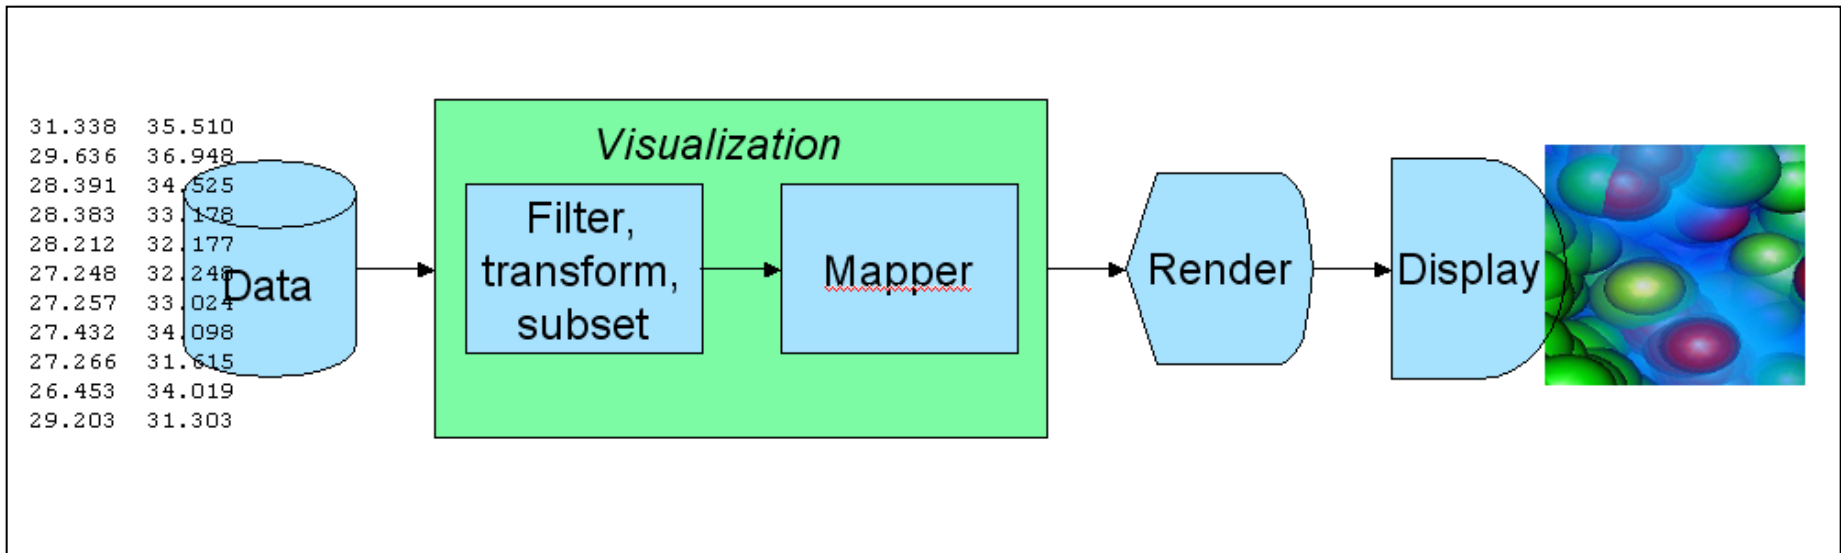 31.338 35.510
29.636 36.948
28.391 34.525
28.383 33.178
28.212 32.177
27.248 32.248
27.257 33.024
27.432 34.098
27.266 31.615
26.453 34.019
29.203 31.303
Data
Visualization
Filter,
transform,
subset
Mapper
Render
Display